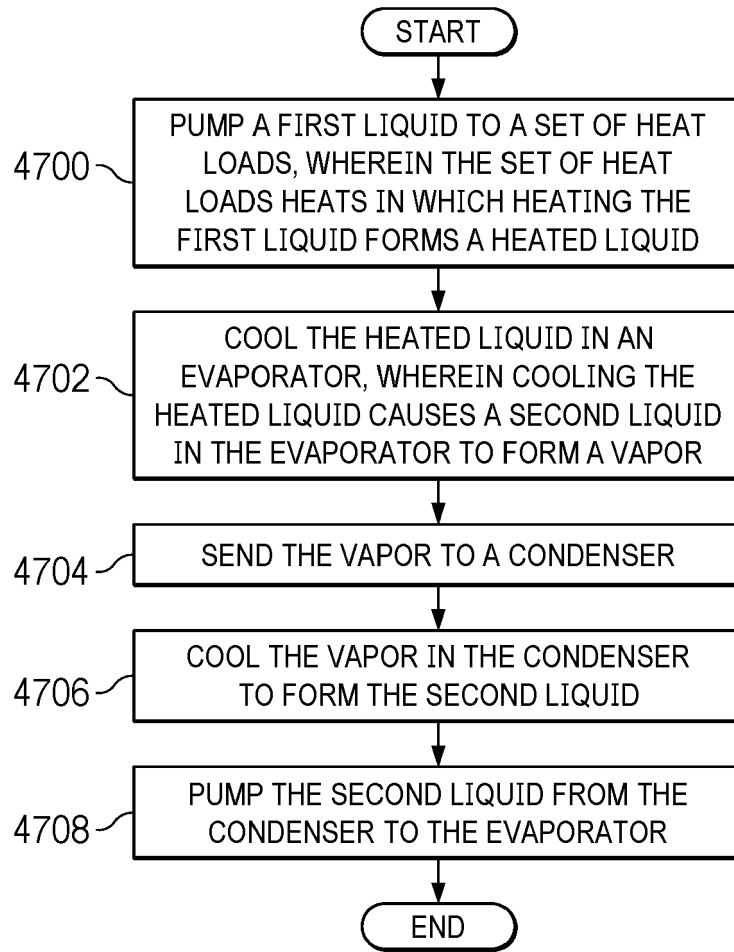 START
4700
PUMP A FIRST LIQUID TO A SET OF HEAT
LOADS, WHEREIN THE SET OF HEAT
LOADS HEATS IN WHICH HEATING THE
FIRST LIQUID FORMS A HEATED LIQUID
4702
COOL THE HEATED LIQUID IN AN
EVAPORATOR, WHEREIN COOLING THE
HEATED LIQUID CAUSES A SECOND LIQUID
IN THE EVAPORATOR TO FORM A VAPOR
4704
SEND THE VAPOR TO A CONDENSER
4706
COOL THE VAPOR IN THE CONDENSER
TO FORM THE SECOND LIQUID
4708
PUMP THE SECOND LIQUID FROM THE
CONDENSER TO THE EVAPORATOR
END